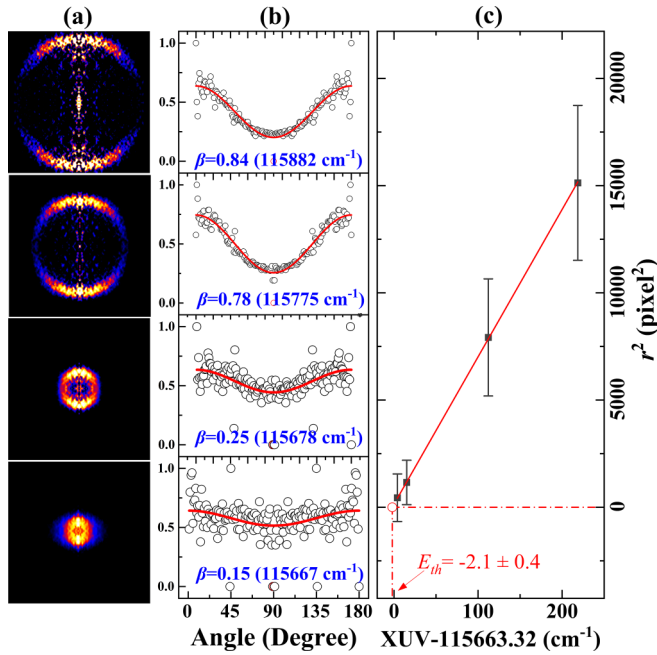 (a)
(b)
(c)
1.0
0.5
0.0
β=0.84 (115882 cm⁻¹)
1.0
0.5
0.0
β=0.78 (115775 cm⁻¹)
1.0
0.5
0.0
β=0.25 (115678 cm⁻¹)
1.0
0.5
0.0
β=0.15 (115667 cm⁻¹)
0 45 90 135 180
Angle (Degree)
20000
15000
10000
5000
0
r² (pixel²)
E_th= -2.1 ± 0.4
0 100 200
XUV-115663.32 (cm⁻¹)